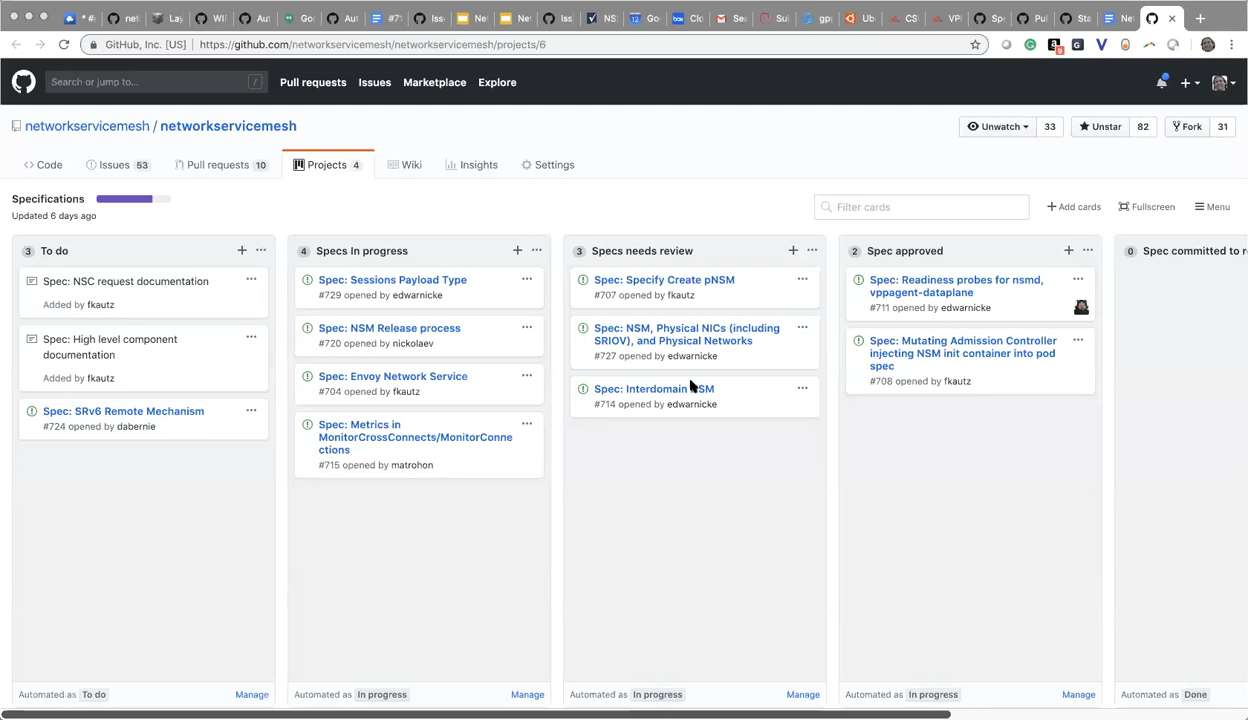 GitHub, Inc. [US]
https://github.com/networkservicemesh/networkservicemesh/projects/6
Search or jump to...
/
Pull requests
Issues
Marketplace
Explore
networkservicemesh / networkservicemesh
Unwatch
33
Unstar
82
Fork
31
Code
Issues 53
Pull requests 10
Projects 4
Wiki
Insights
Settings
Specifications
Updated 6 days ago
Filter cards
Add cards
Fullscreen
Menu
3 To do
Spec: NSC request documentation
Added by fkautz
Spec: High level component
documentation
Added by fkautz
Spec: SRv6 Remote Mechanism
#724 opened by dabernie
Automated as To do
Manage
4 Specs In progress
Spec: Sessions Payload Type
#729 opened by edwarnicke
Spec: NSM Release process
#720 opened by nickolaev
Spec: Envoy Network Service
#704 opened by fkautz
Spec: Metrics in
MonitorCrossConnects/MonitorConne
ctions
#715 opened by matrohon
Automated as In progress
Manage
3 Specs needs review
Spec: Specify Create pNSM
#707 opened by fkautz
Spec: NSM, Physical NICs (including
SRIOV), and Physical Networks
#727 opened by edwarnicke
Spec: Interdomain NSM
#714 opened by edwarnicke
Automated as In progress
Manage
2 Spec approved
Spec: Readiness probes for nsmd,
vppagent-dataplane
#711 opened by edwarnicke
Spec: Mutating Admission Controller
injecting NSM init container into pod
spec
#708 opened by fkautz
Automated as In progress
Manage
0 Spec committed to r
Automated as Done